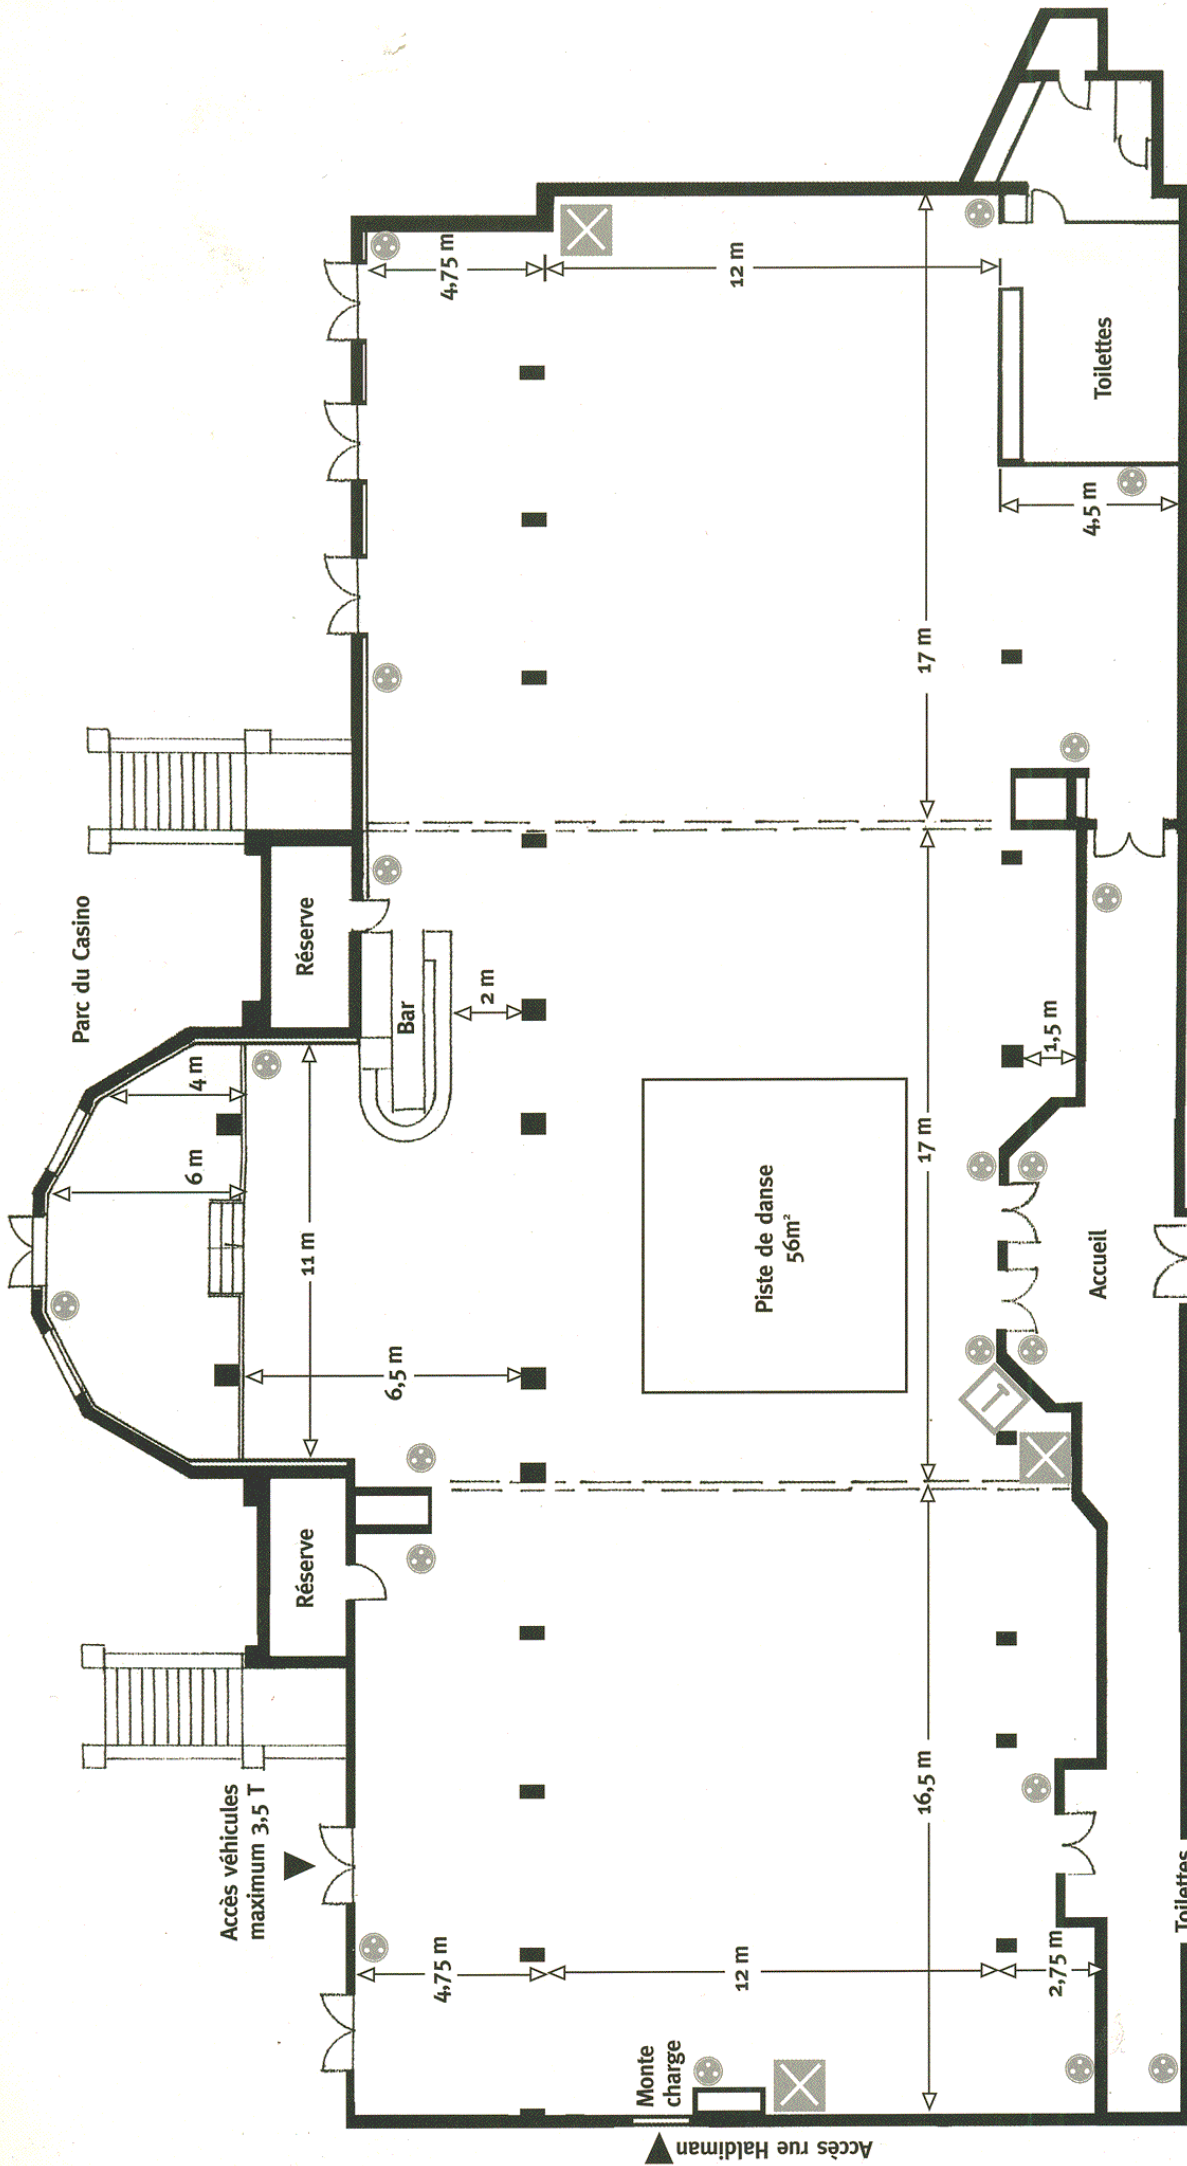 Parc du Casino
Accès véhicules
maximum 3,5 T
Réserve
Réserve
4 m
6 m
11 m
6,5 m
Bar
2 m
4,75 m
12 m
4,75 m
12 m
2,75 m
Monte
charge
Accès rue Haldiman
Piste de danse
56m²
17 m
17 m
16,5 m
1,5 m
4,5 m
T
Accueil
Toilettes
Toilettes